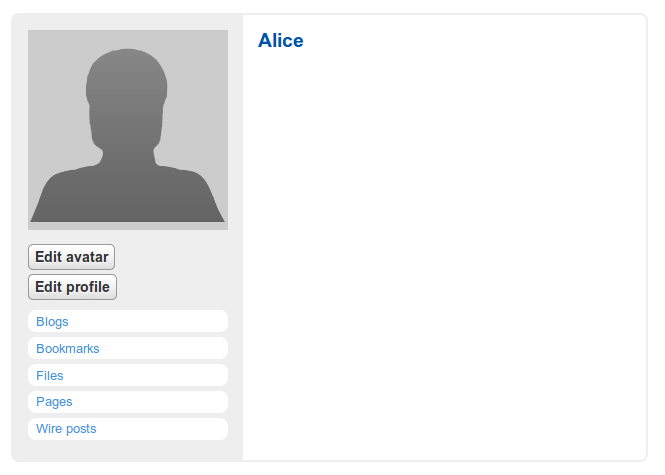 Alice
Edit avatar
Edit profile
Blogs
Bookmarks
Files
Pages
Wire posts